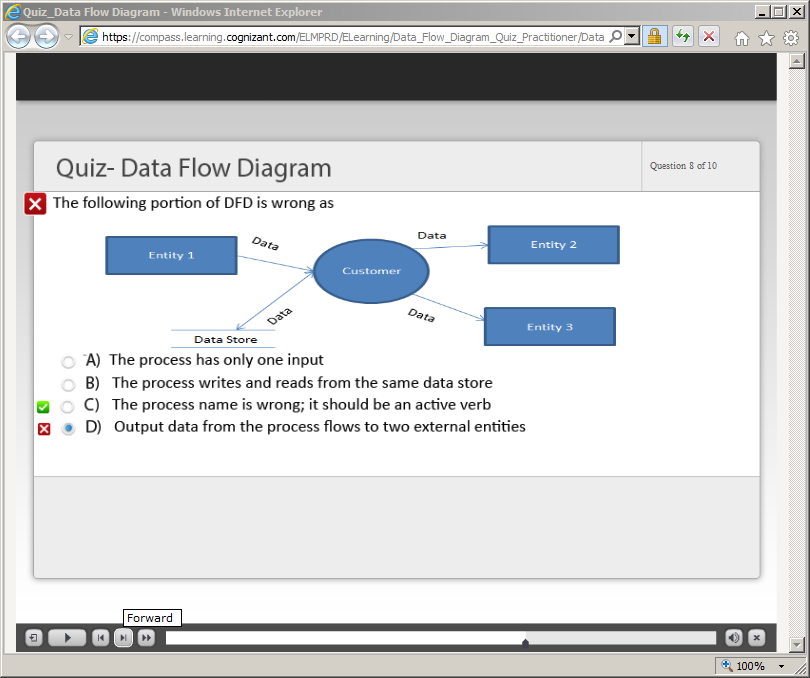 Quiz_Data Flow Diagram - Windows Internet Explorer
https://compass.learning.cognizant.com/ELMPRD/ELearning/Data_Flow_Diagram_Quiz_Practitioner/Data
Quiz- Data Flow Diagram
Question 8 of 10
The following portion of DFD is wrong as
Entity 1
Data
Customer
Data
Entity 2
Data
Data
Entity 3
Data Store
A) The process has only one input
B) The process writes and reads from the same data store
C) The process name is wrong; it should be an active verb
D) Output data from the process flows to two external entities
Forward
100%